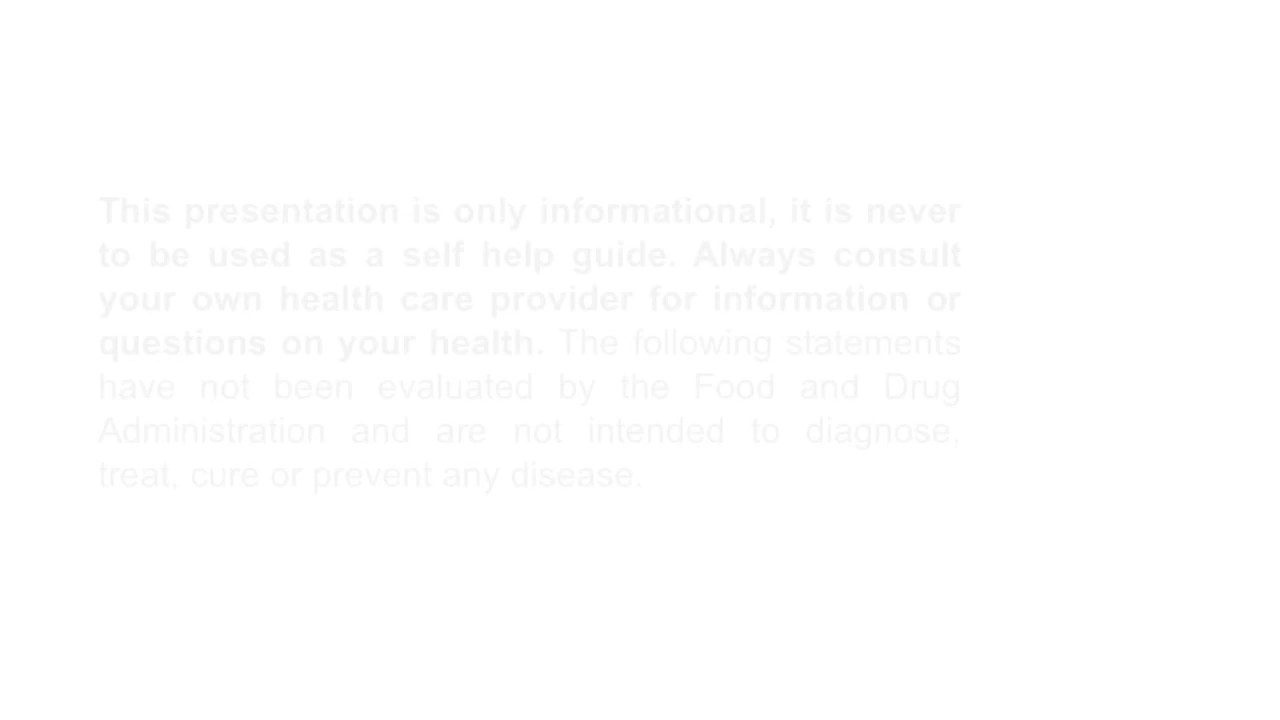 This presentation is only informational, it is never
to be used as a self help guide. Always consult
your own health care provider for information or
questions on your health. The following statements
have not been evaluated by the Food and Drug
Administration and are not intended to diagnose,
treat, cure or prevent any disease.